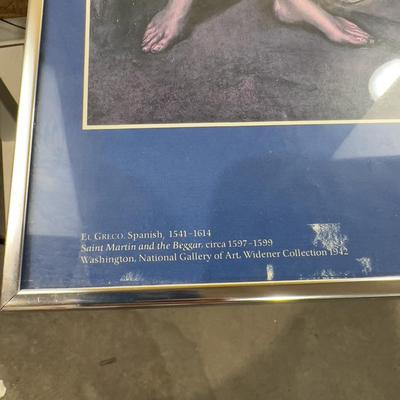 EL GRECO. Spanish, 1541–1614
Saint Martin and the Beggar, circa 1597–1599
Washington, National Gallery of Art, Widener Collection 1942